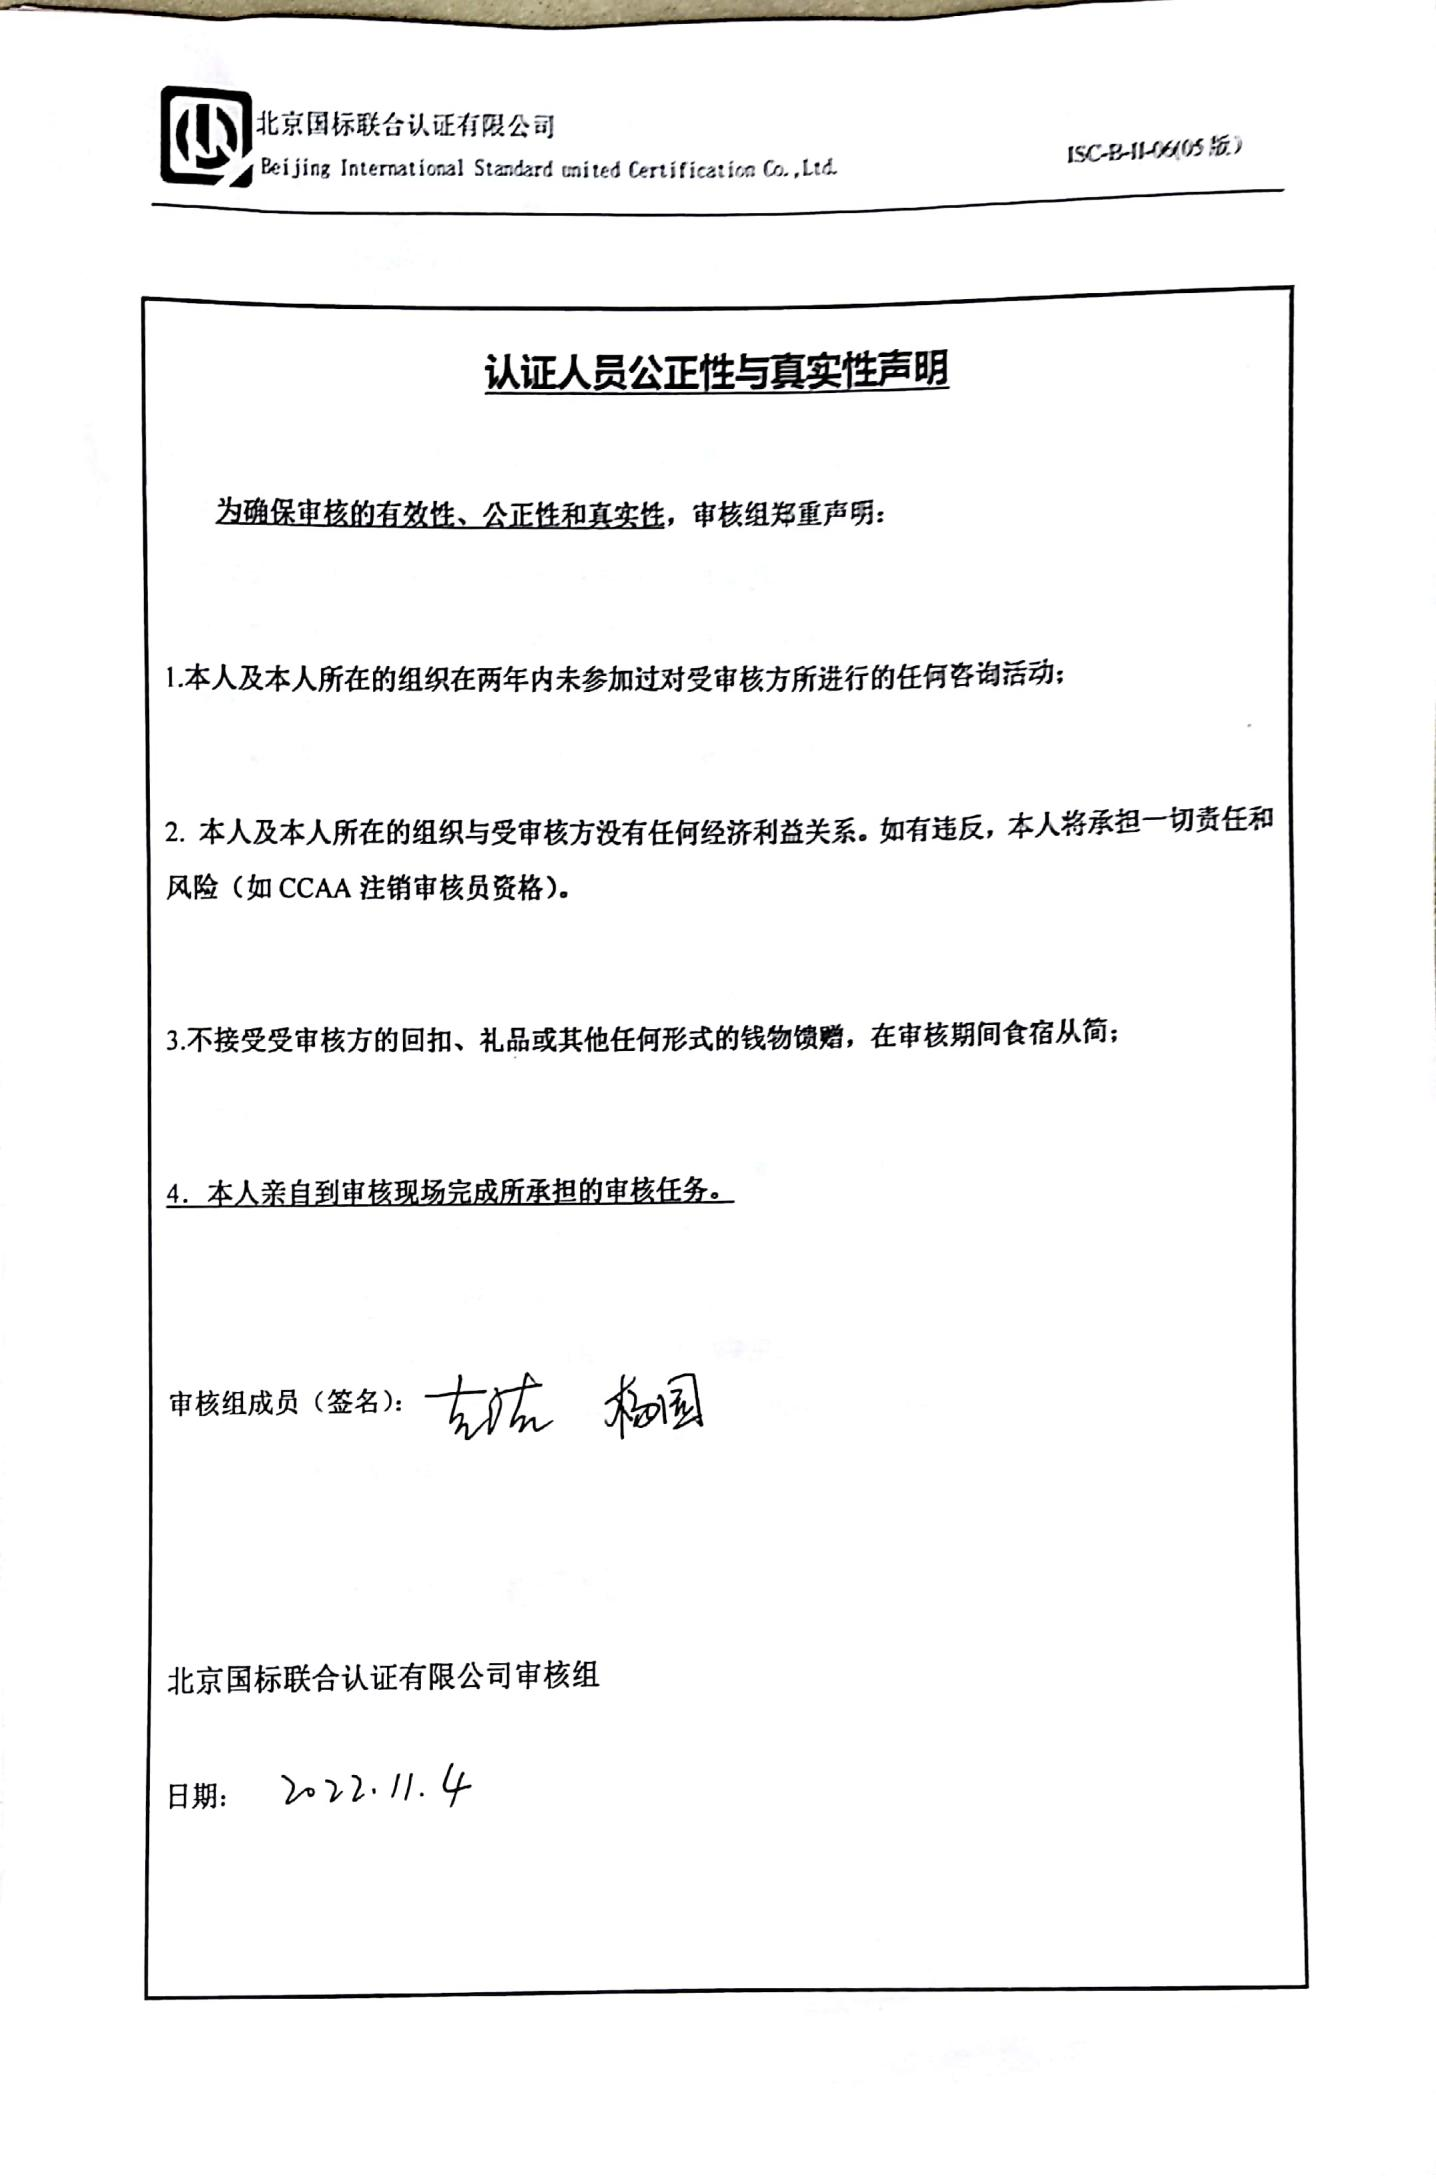 北京国标联合认证有限公司
Beijing International Standard united Certification Co.,Ltd.
ISC-B-II-06(05版)
认证人员公正性与真实性声明
为确保审核的有效性、公正性和真实性，审核组郑重声明：
1.本人及本人所在的组织在两年内未参加过对受审核方所进行的任何咨询活动；
2. 本人及本人所在的组织与受审核方没有任何经济利益关系。如有违反，本人将承担一切责任和
风险（如 CCAA 注销审核员资格）。
3.不接受受审核方的回扣、礼品或其他任何形式的钱物馈赠，在审核期间食宿从简；
4. 本人亲自到审核现场完成所承担的审核任务。
审核组成员（签名）： 吉洁 杨园
北京国标联合认证有限公司审核组
日期： 2022.11.4